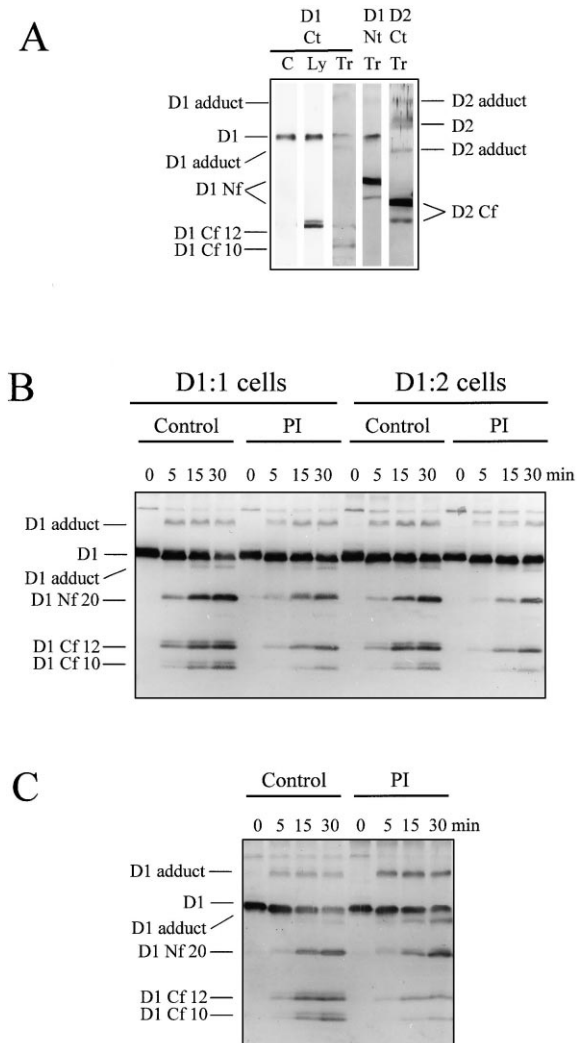 A
D1 D1 D2
Ct Nt Ct
C Ly Tr Tr Tr
D1 adduct
D1
D1 adduct
D1 Nf
D1 Cf 12
D1 Cf 10
D2 adduct
D2
D2 adduct
D2 Cf
B
D1:1 cells D1:2 cells
Control PI Control PI
0 5 15 30 0 5 15 30 0 5 15 30 0 5 15 30 min
D1 adduct
D1
D1 adduct
D1 Nf 20
D1 Cf 12
D1 Cf 10
C
Control PI
0 5 15 30 0 5 15 30 min
D1 adduct
D1
D1 adduct
D1 Nf 20
D1 Cf 12
D1 Cf 10